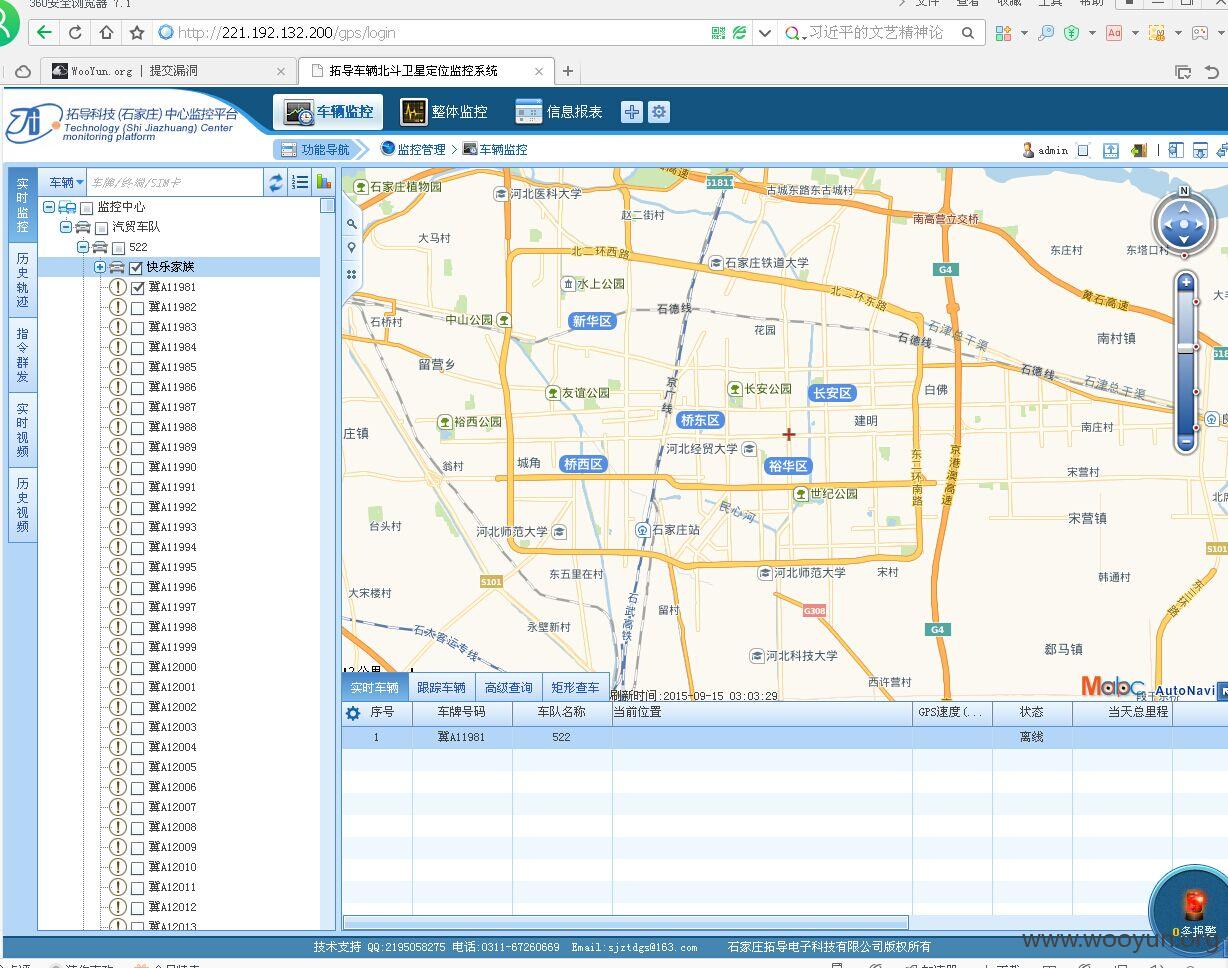 360安全浏览器 7.1
文件 查看 收藏 工具 帮助
http://221.192.132.200/gps/login
习近平的文艺精神论
WooYun.org | 提交漏洞
拓导车辆北斗卫星定位监控系统
拓导科技(石家庄)中心监控平台
Technology (Shi Jiazhuang) Center
monitoring platform
车辆监控
整体监控
信息报表
功能导航
监控管理 > 车辆监控
admin
实时监控
历史轨迹
指令群发
实时视频
历史视频
车辆
车牌/终端/SIM卡
监控中心
汽贸车队
522
快乐家族
冀A11981
冀A11982
冀A11983
冀A11984
冀A11985
冀A11986
冀A11987
冀A11988
冀A11989
冀A11990
冀A11991
冀A11992
冀A11993
冀A11994
冀A11995
冀A11996
冀A11997
冀A11998
冀A11999
冀A12000
冀A12001
冀A12002
冀A12003
冀A12004
冀A12005
冀A12006
冀A12007
冀A12008
冀A12009
冀A12010
冀A12011
冀A12012
冀A12013
石家庄植物园
河北医科大学
G1811
古城东路东古城村
赵二街村
南高营立交桥
N
大马村
北二环西路
东庄村
东塔口村
石家庄铁道大学
G4
水上公园
北二环东路
黄石高速
石德线
中山公园
新华区
石桥村
花园
石津总干渠
石德线
南村镇
留营乡
石德线
石津总干渠
京广线
友谊公园
长安公园
长安区
白佛
裕西公园
桥东区
建明
南庄村
庄镇
河北经贸大学
翁村
城角
桥西区
裕华区
东二环南路
京港澳高速
宋营村
世纪公园
民心河
台头村
河北师范大学
石家庄站
宋营镇
S101
东五里在村
河北师范大学
宋村
韩通村
S101
大宋楼村
石武高铁
留村
G308
东三环路
永壁新村
石太客运专线
G4
河北科技大学
郄马镇
西许营村
2公里
Mabc
AutoNavi
实时车辆
跟踪车辆
高级查询
矩形查车
刷新时间:2015-09-15 03:03:29
序号 车牌号码 车队名称 当前位置 GPS速度(... 状态 当天总里程
1 冀A11981 522 离线
0条报警
技术支持 QQ:2195058275 电话:0311-67260669 Email:sjztdgs@163.com 石家庄拓导电子科技有限公司版权所有
www.wooyun.org